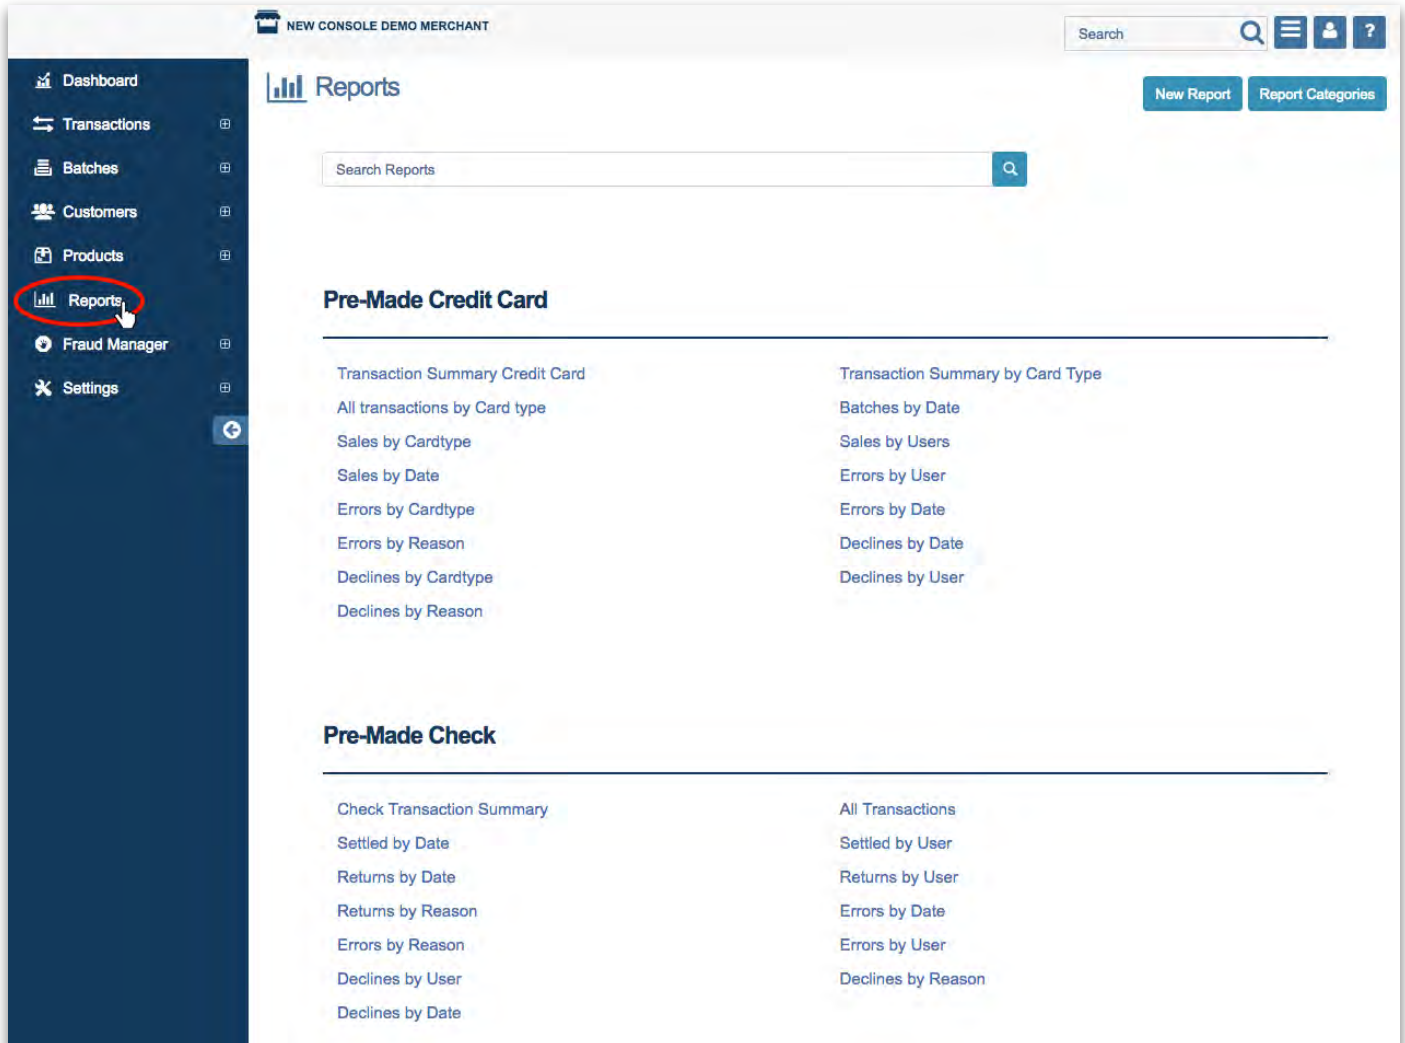 NEW CONSOLE DEMO MERCHANT
Search
?
Dashboard
Transactions
Batches
Customers
Products
Reports
Fraud Manager
Settings
Reports
New Report
Report Categories
Search Reports
Pre-Made Credit Card
Transaction Summary Credit Card
Transaction Summary by Card Type
All transactions by Card type
Batches by Date
Sales by Cardtype
Sales by Users
Sales by Date
Errors by User
Errors by Cardtype
Errors by Date
Errors by Reason
Declines by Date
Declines by Cardtype
Declines by User
Declines by Reason
Pre-Made Check
Check Transaction Summary
All Transactions
Settled by Date
Settled by User
Returns by Date
Returns by User
Returns by Reason
Errors by Date
Errors by Reason
Errors by User
Declines by User
Declines by Reason
Declines by Date